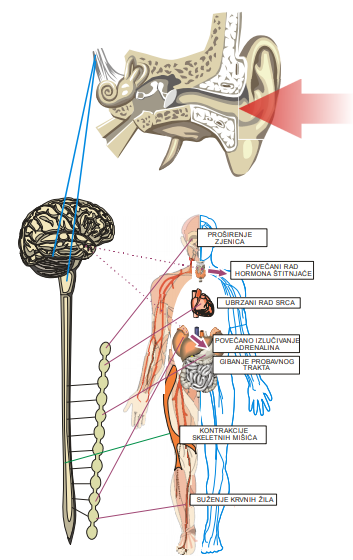 PROŠIRENJE
ZJENICA
POVEĆANI RAD
HORMONA ŠTITNJAČE
UBRZANI RAD SRCA
POVEĆANO IZLUČIVANJE
ADRENALINA
GIBANJE PROBAVNOG
TRAKTA
KONTRAKCIJE
SKELETNIH MIŠIĆA
SUŽENJE KRVNIH ŽILA